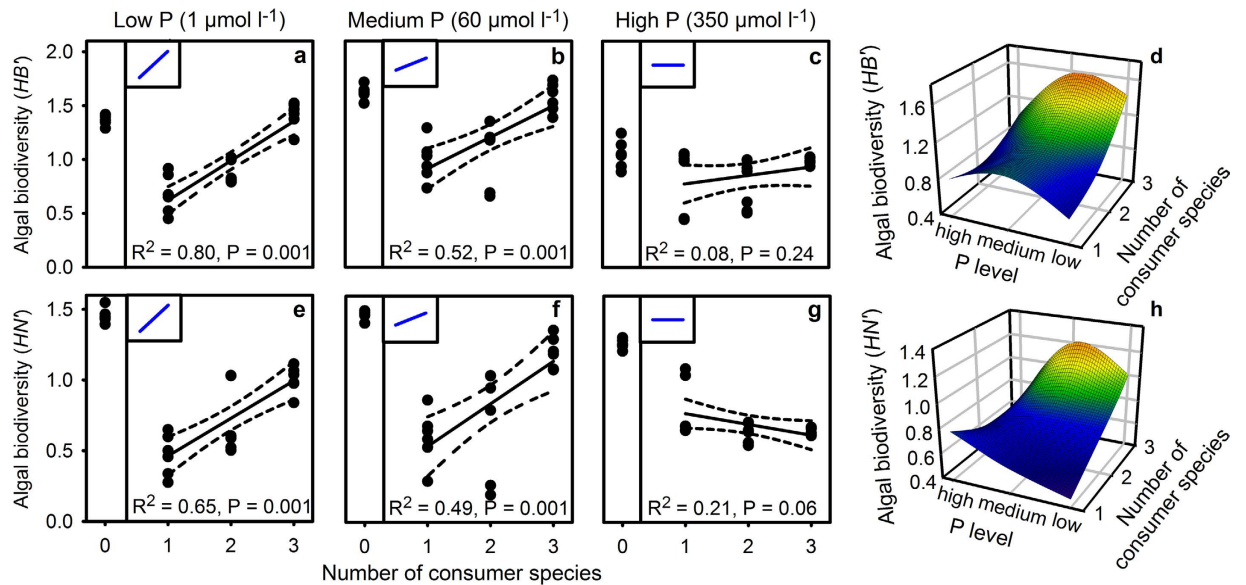 Low P (1 µmol l-1)
Medium P (60 µmol l-1)
High P (350 µmol l-1)
Algal biodiversity (HB')
2.0
1.5
1.0
0.5
0.0
a
R2 = 0.80, P = 0.001
b
R2 = 0.52, P = 0.001
c
R2 = 0.08, P = 0.24
d
Algal biodiversity (HB')
1.6
1.2
0.8
0.4
high medium low
P level
1
2
3
Number of
consumer species
Algal biodiversity (HN')
1.5
1.0
0.5
0.0
e
R2 = 0.65, P = 0.001
f
R2 = 0.49, P = 0.001
g
R2 = 0.21, P = 0.06
0 1 2 3
0 1 2 3
0 1 2 3
Number of consumer species
h
Algal biodiversity (HN')
1.4
1.2
1.0
0.8
0.6
0.4
high medium low
P level
1
2
3
Number of
consumer species